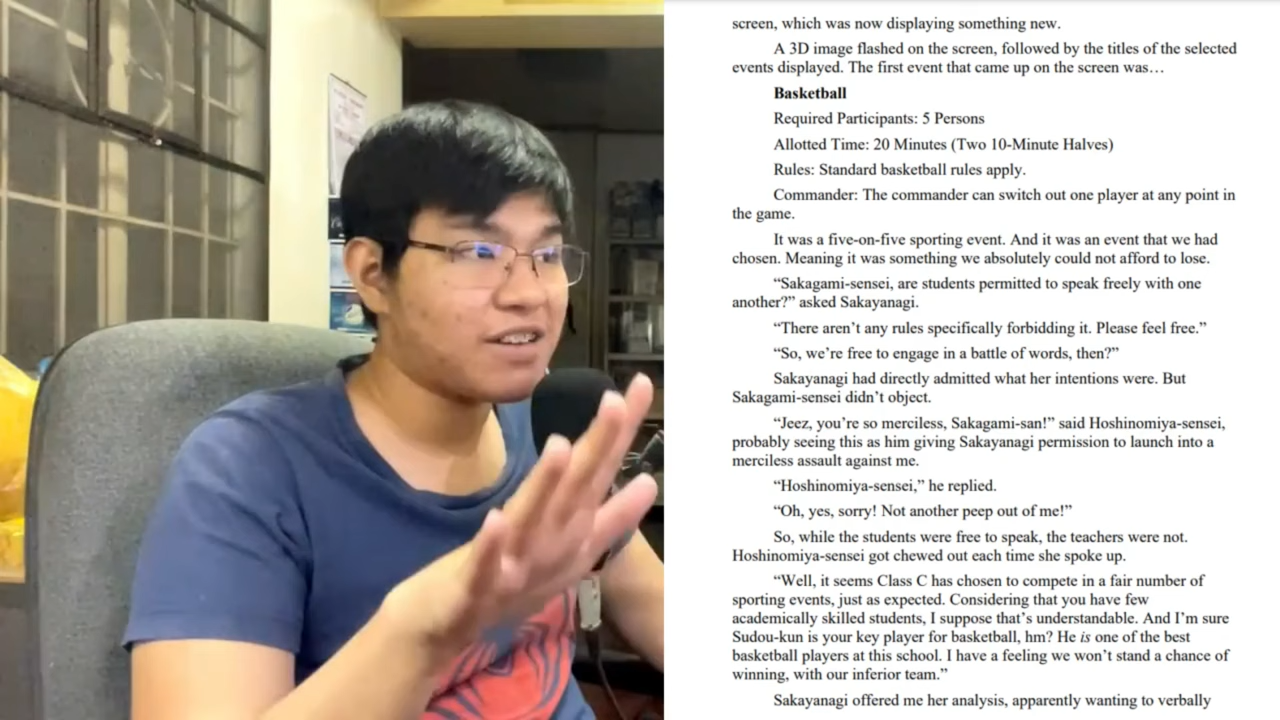 screen, which was now displaying something new.
A 3D image flashed on the screen, followed by the titles of the selected
events displayed. The first event that came up on the screen was…
Basketball
Required Participants: 5 Persons
Allotted Time: 20 Minutes (Two 10-Minute Halves)
Rules: Standard basketball rules apply.
Commander: The commander can switch out one player at any point in
the game.
It was a five-on-five sporting event. And it was an event that we had
chosen. Meaning it was something we absolutely could not afford to lose.
“Sakagami-sensei, are students permitted to speak freely with one
another?” asked Sakayanagi.
“There aren’t any rules specifically forbidding it. Please feel free.”
“So, we’re free to engage in a battle of words, then?”
Sakayanagi had directly admitted what her intentions were. But
Sakagami-sensei didn’t object.
“Jeez, you’re so merciless, Sakagami-san!” said Hoshinomiya-sensei,
probably seeing this as him giving Sakayanagi permission to launch into a
merciless assault against me.
“Hoshinomiya-sensei,” he replied.
“Oh, yes, sorry! Not another peep out of me!”
So, while the students were free to speak, the teachers were not.
Hoshinomiya-sensei got chewed out each time she spoke up.
“Well, it seems Class C has chosen to compete in a fair number of
sporting events, just as expected. Considering that you have few
academically skilled students, I suppose that’s understandable. And I’m sure
Sudou-kun is your key player for basketball, hm? He is one of the best
basketball players at this school. I have a feeling we won’t stand a chance of
winning, with our inferior team.”
Sakayanagi offered me her analysis, apparently wanting to verbally